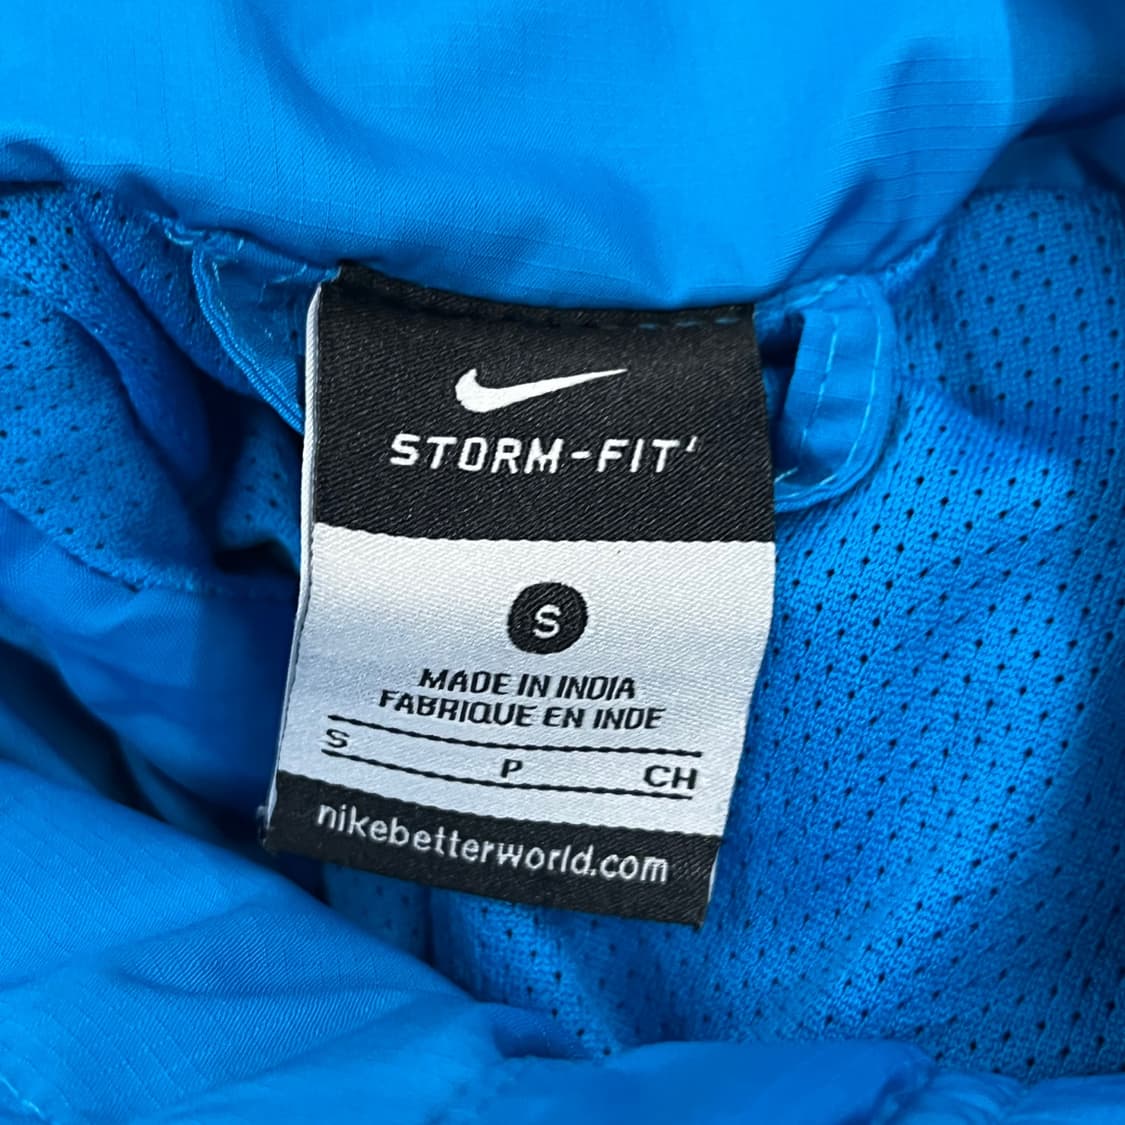 STORM-FIT
S
MADE IN INDIA
FABRIQUE EN INDE
S P CH
nikebetterworld.com